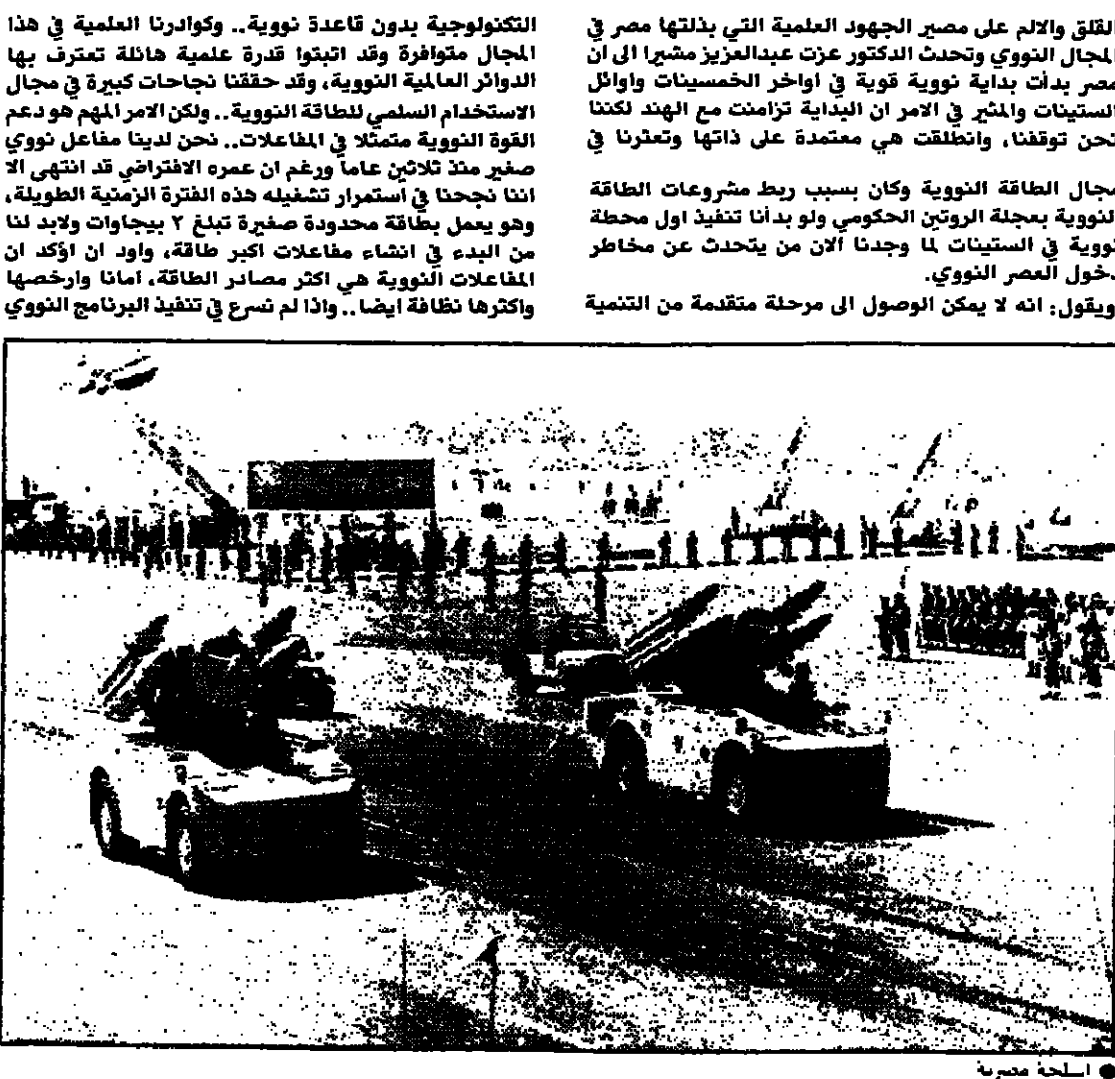 القلق والالم على مصير الجهود العلمية التي بذلتها مصر في
المجال النووي وتحدث الدكتور عزت عبدالعزيز مشيرا الى ان
مصر بدأت بداية نووية قوية في اواخر الخمسينات واوائل
الستينات والمثير في الامر ان البداية تزامنت مع الهند لكننا
نحن توقفنا، وانطلقت هي معتمدة على ذاتها وتعثرنا في
مجال الطاقة النووية وكان بسبب ربط مشروعات الطاقة
النووية بعجلة الروتين الحكومي ولو بدأنا تنفيذ اول محطة
نووية في الستينات لما وجدنا الآن من يتحدث عن مخاطر
دخول العصر النووي.
ويقول: انه لا يمكن الوصول الى مرحلة متقدمة من التنمية
التكنولوجية بدون قاعدة نووية.. وكوادرنا العلمية في هذا
المجال متوافرة وقد اثبتوا قدرة علمية هائلة تعترف بها
الدوائر العالمية النووية، وقد حققنا نجاحات كبيرة في مجال
الاستخدام السلمي للطاقة النووية.. ولكن الامر المهم هو دعم
القوة النووية متمثلا في المفاعلات.. نحن لدينا مفاعل نووي
صغير منذ ثلاثين عاماً ورغم ان عمره الافتراضي قد انتهى الا
اننا نجحنا في استمرار تشغيله هذه الفترة الزمنية الطويلة،
وهو يعمل بطاقة محدودة صغيرة تبلغ ٢ بيجاوات ولابد لنا
من البدء في انشاء مفاعلات اكبر طاقة، واود ان اؤكد ان
المفاعلات النووية هي اكثر مصادر الطاقة، امانا وارخصها
واكثرها نظافة ايضا.. واذا لم نسرع في تنفيذ البرنامج النووي
● اسلحة مصرية